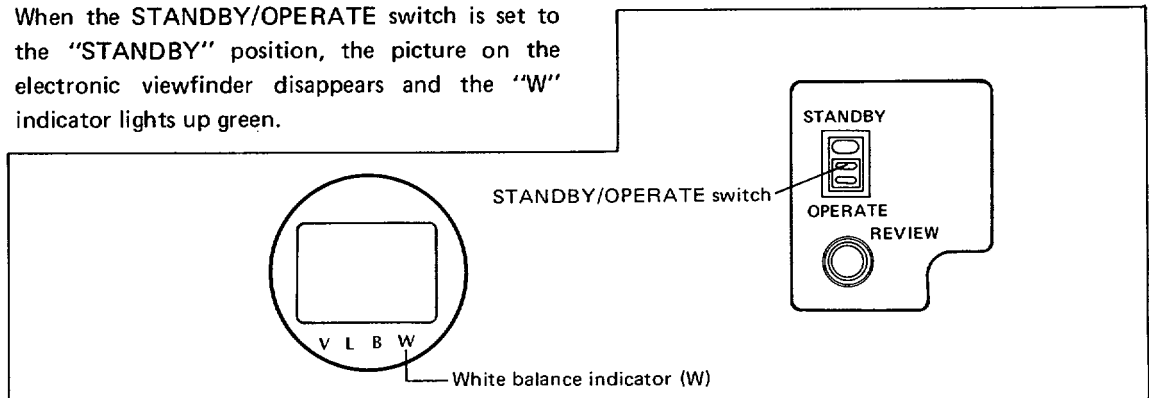 When the STANDBY/OPERATE switch is set to
the "STANDBY" position, the picture on the
electronic viewfinder disappears and the "W"
indicator lights up green.
STANDBY
STANDBY/OPERATE switch
OPERATE
REVIEW
V L B W
White balance indicator (W)